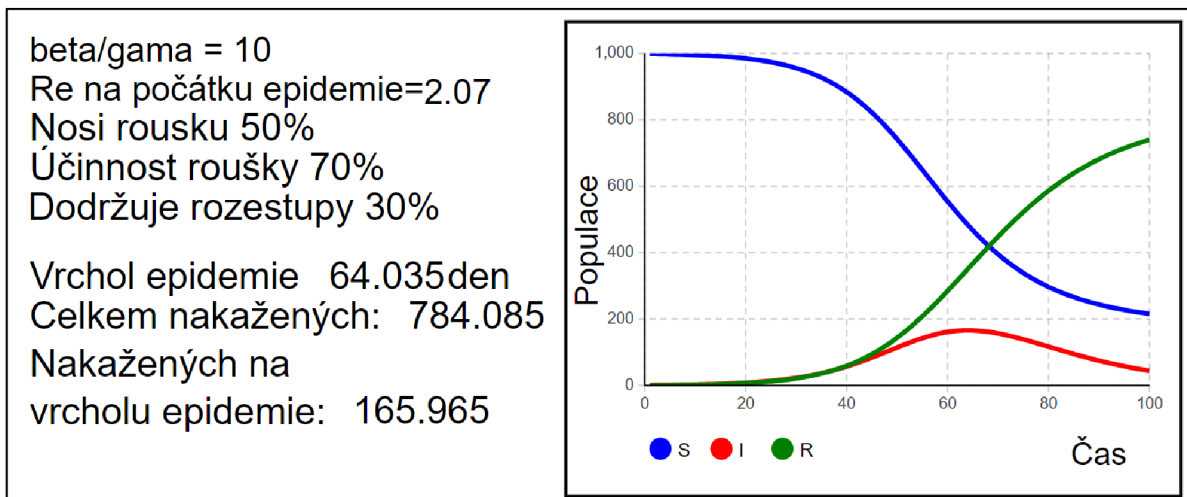 beta/gama = 10
Re na počátku epidemie=2.07
Nosi rousku 50%
Účinnost roušky 70%
Dodržuje rozestupy 30%
Vrchol epidemie 64.035den
Celkem nakažených: 784.085
Nakažených na
vrcholu epidemie: 165.965
1,000
800
600
400
200
0
Populace
0 20 40 60 80 100
S I R
Čas